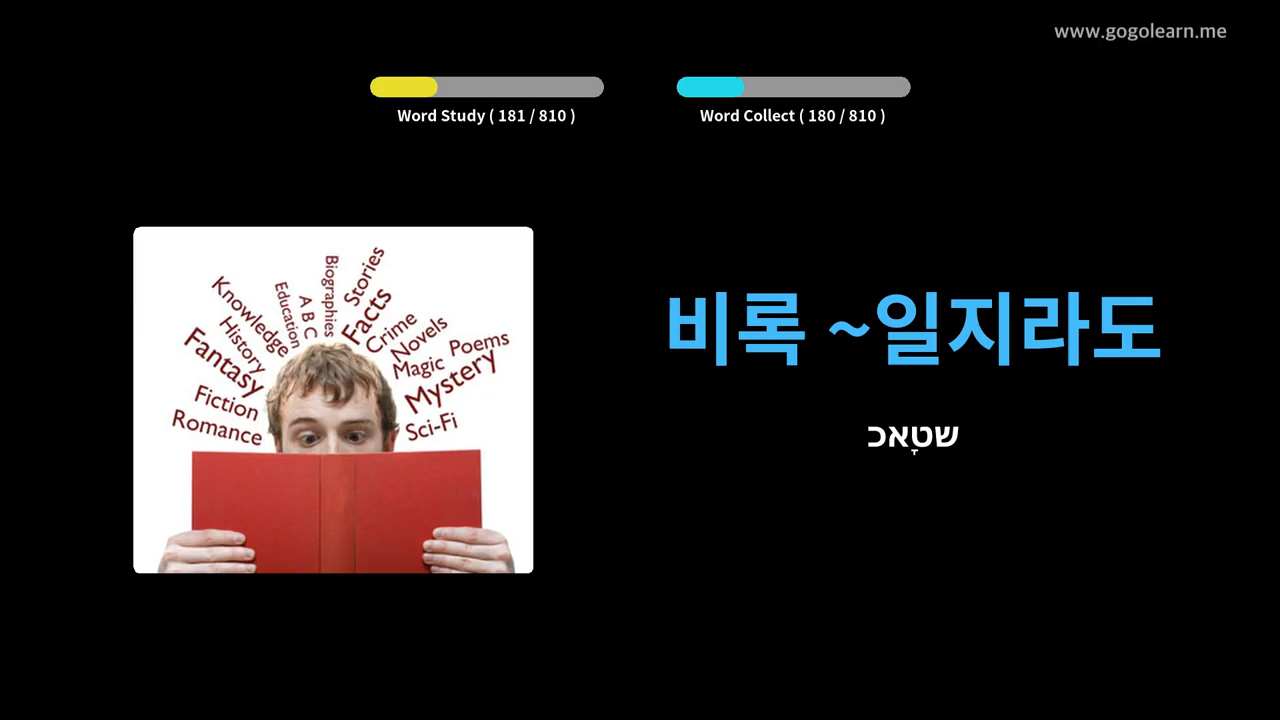 www.gogolearn.me
Word Study ( 181 / 810 )
Word Collect ( 180 / 810 )
Knowledge
History
Fantasy
Fiction
Romance
Education
A B C
Biographies
Stories
Facts
Crime
Novels
Magic
Poems
Mystery
Sci-Fi
비록 ~일지라도
שטאָכ